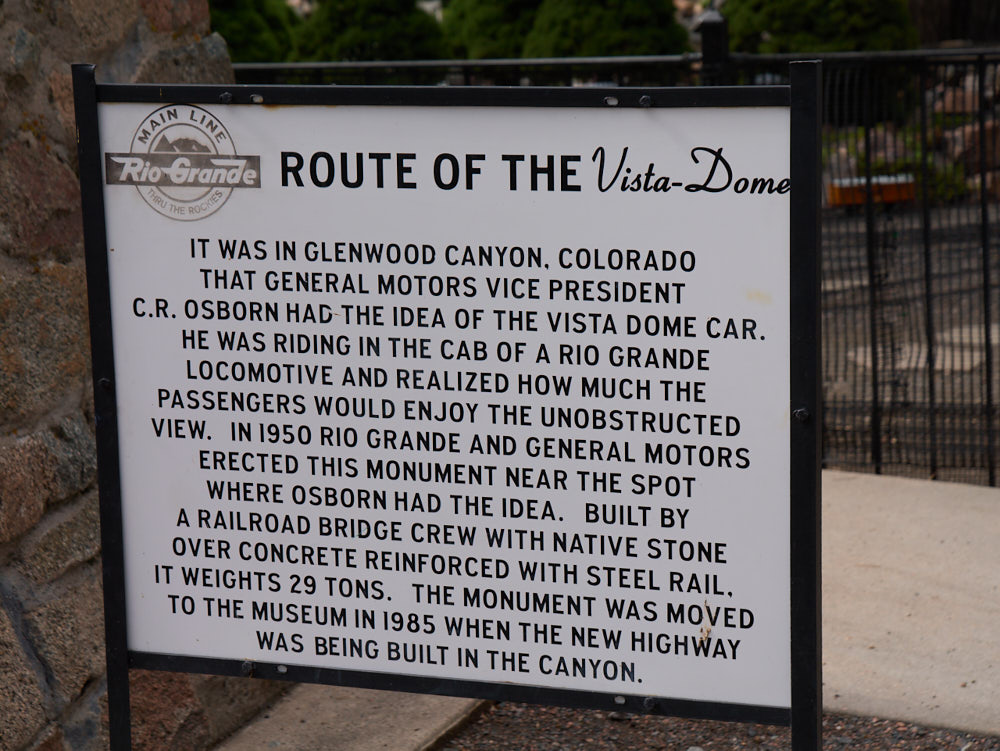 MAIN LINE
Rio Grande
THRU THE ROCKIES
ROUTE OF THE Vista-Dome
IT WAS IN GLENWOOD CANYON, COLORADO
THAT GENERAL MOTORS VICE PRESIDENT
C.R. OSBORN HAD THE IDEA OF THE VISTA DOME CAR.
HE WAS RIDING IN THE CAB OF A RIO GRANDE
LOCOMOTIVE AND REALIZED HOW MUCH THE
PASSENGERS WOULD ENJOY THE UNOBSTRUCTED
VIEW. IN 1950 RIO GRANDE AND GENERAL MOTORS
ERECTED THIS MONUMENT NEAR THE SPOT
WHERE OSBORN HAD THE IDEA. BUILT BY
A RAILROAD BRIDGE CREW WITH NATIVE STONE
OVER CONCRETE REINFORCED WITH STEEL RAIL,
IT WEIGHTS 29 TONS. THE MONUMENT WAS MOVED
TO THE MUSEUM IN 1985 WHEN THE NEW HIGHWAY
WAS BEING BUILT IN THE CANYON.